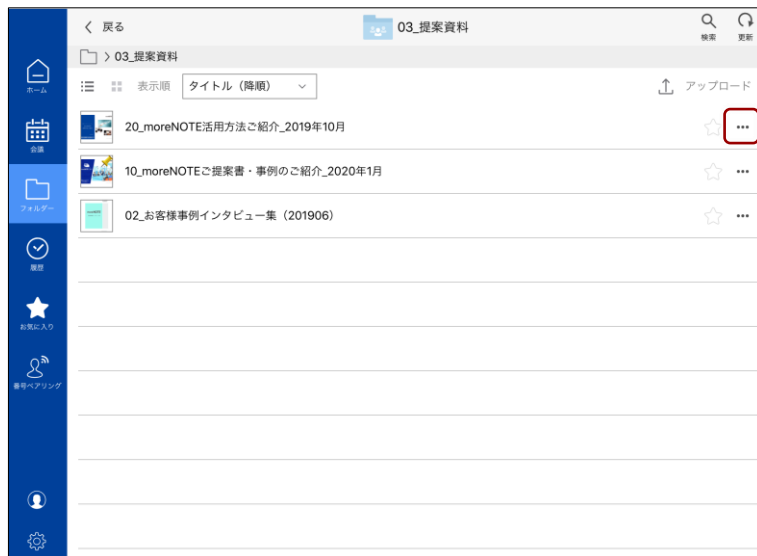 戻る
03_提案資料
検索
更新
03_提案資料
ホーム
表示順
タイトル（降順）
アップロード
会議
20_moreNOTE活用方法ご紹介_2019年10月
10_moreNOTEご提案書・事例のご紹介_2020年1月
フォルダー
02_お客様事例インタビュー集（201906）
履歴
お気に入り
番号ペアリング